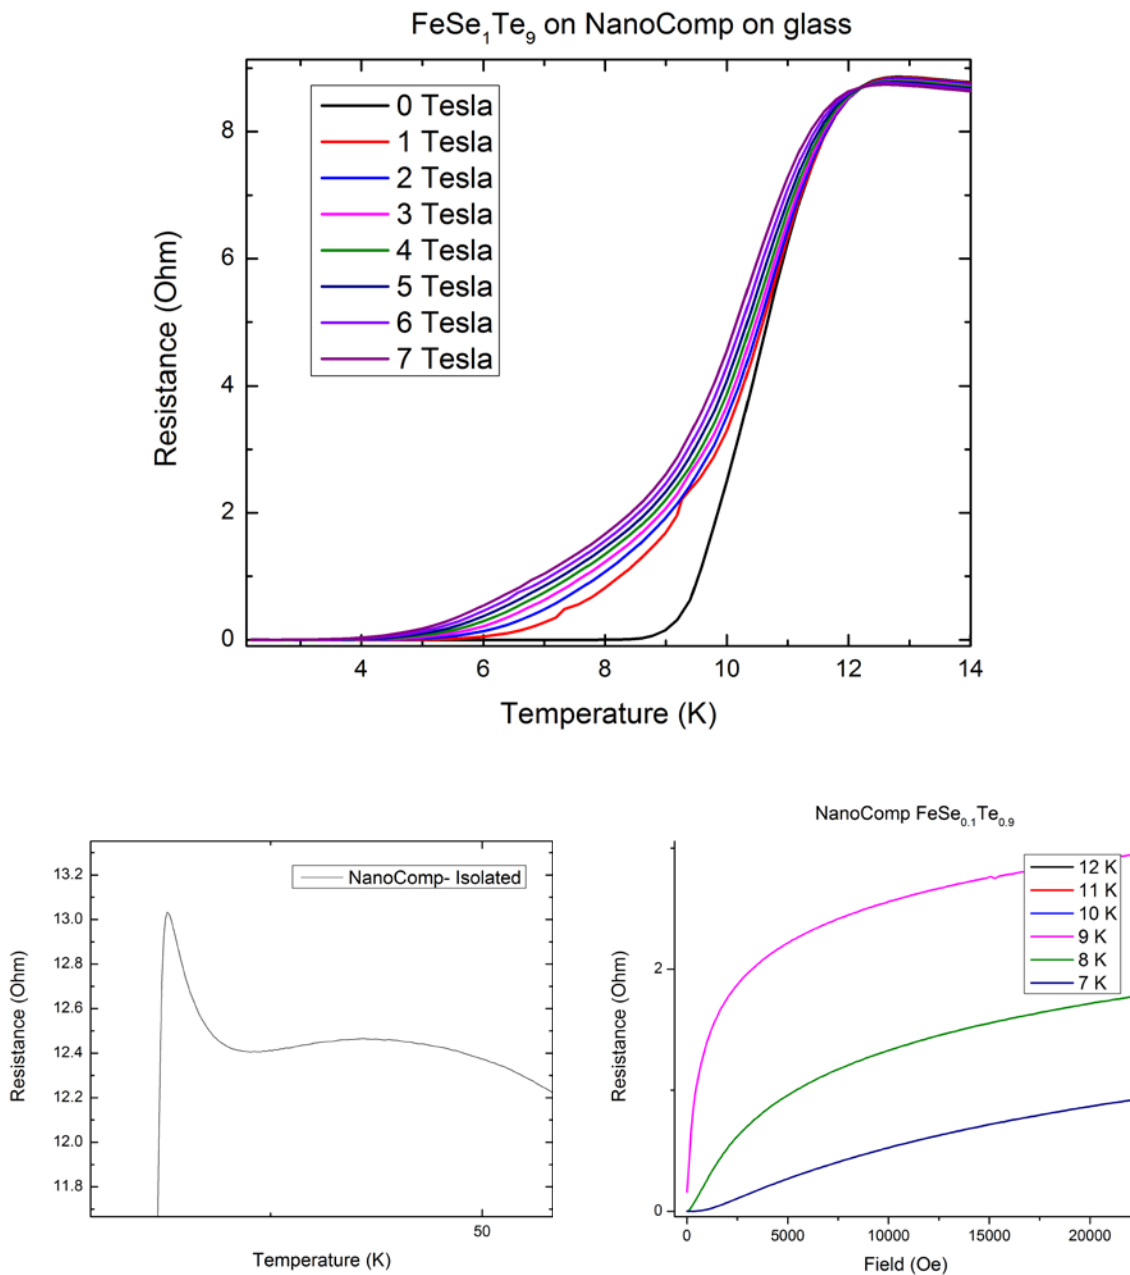 FeSe₁Te₉ on NanoComp on glass
0 Tesla
1 Tesla
2 Tesla
3 Tesla
4 Tesla
5 Tesla
6 Tesla
7 Tesla
Resistance (Ohm)
8
6
4
2
0
4
6
8
10
12
14
Temperature (K)
NanoComp- Isolated
Resistance (Ohm)
13.2
13.0
12.8
12.6
12.4
12.2
12.0
11.8
50
Temperature (K)
NanoComp FeSe₀.₁Te₀.₉
12 K
11 K
10 K
9 K
8 K
7 K
Resistance (Ohm)
2
0
0
5000
10000
15000
20000
Field (Oe)